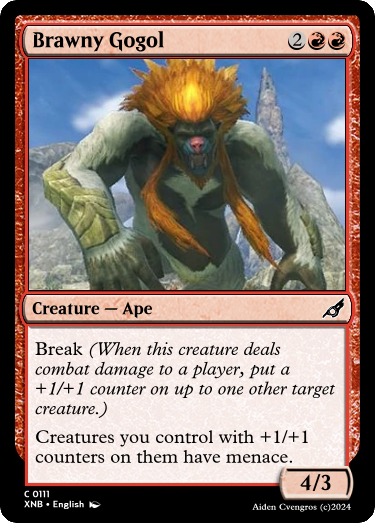 Brawny Gogol 2
Creature — Ape
Break (When this creature deals
combat damage to a player, put a
+1/+1 counter on up to one other target
creature.)
Creatures you control with +1/+1
counters on them have menace.
4/3
C 0111
XNB • English
Aiden Cvengros (c)2024